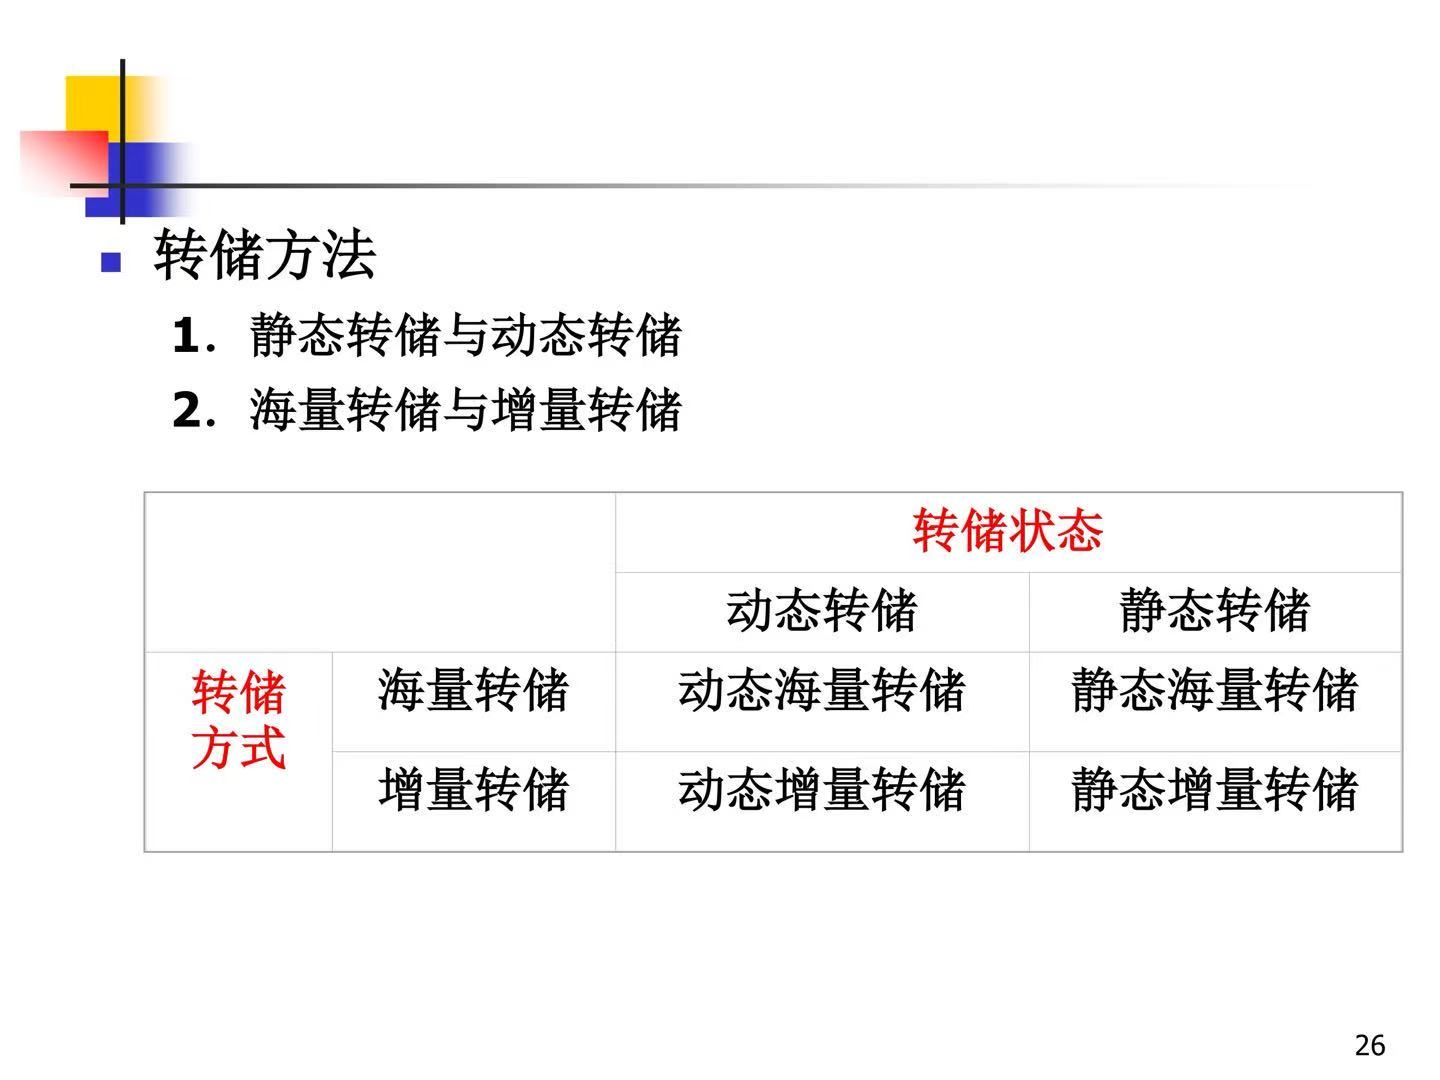 转储方法
1. 静态转储与动态转储
2. 海量转储与增量转储
转储状态
动态转储 静态转储
转储方式 海量转储 动态海量转储 静态海量转储
增量转储 动态增量转储 静态增量转储
26